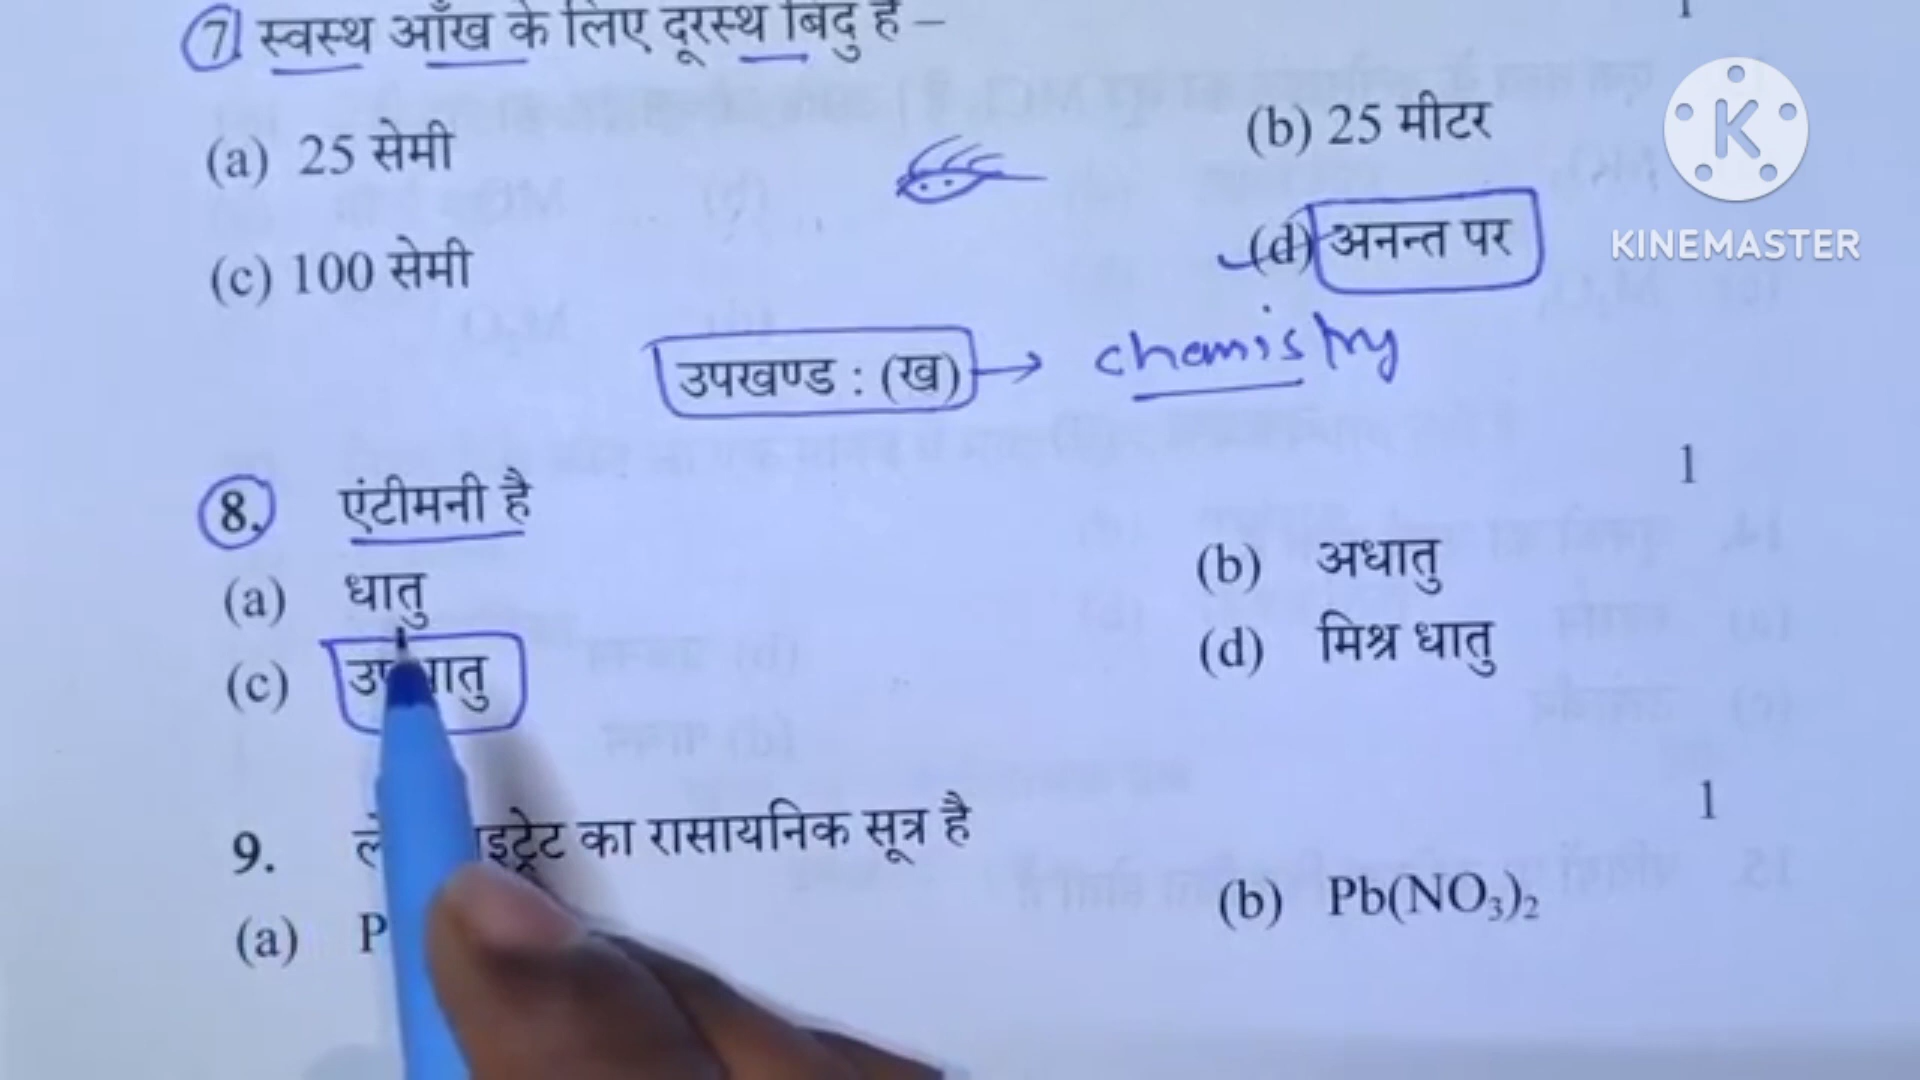 7. स्वस्थ आँख के लिए दूरस्थ बिंदु है – 1
(a) 25 सेमी (b) 25 मीटर
(c) 100 सेमी (d) अनन्त पर
K
KINEMASTER
उपखण्ड : (ख) → chemistry
8. एंटीमनी है 1
(a) धातु (b) अधातु
(c) उपधातु (d) मिश्र धातु
9. का रासायनिक सूत्र है 1
(a) P (b) Pb(NO₃)₂